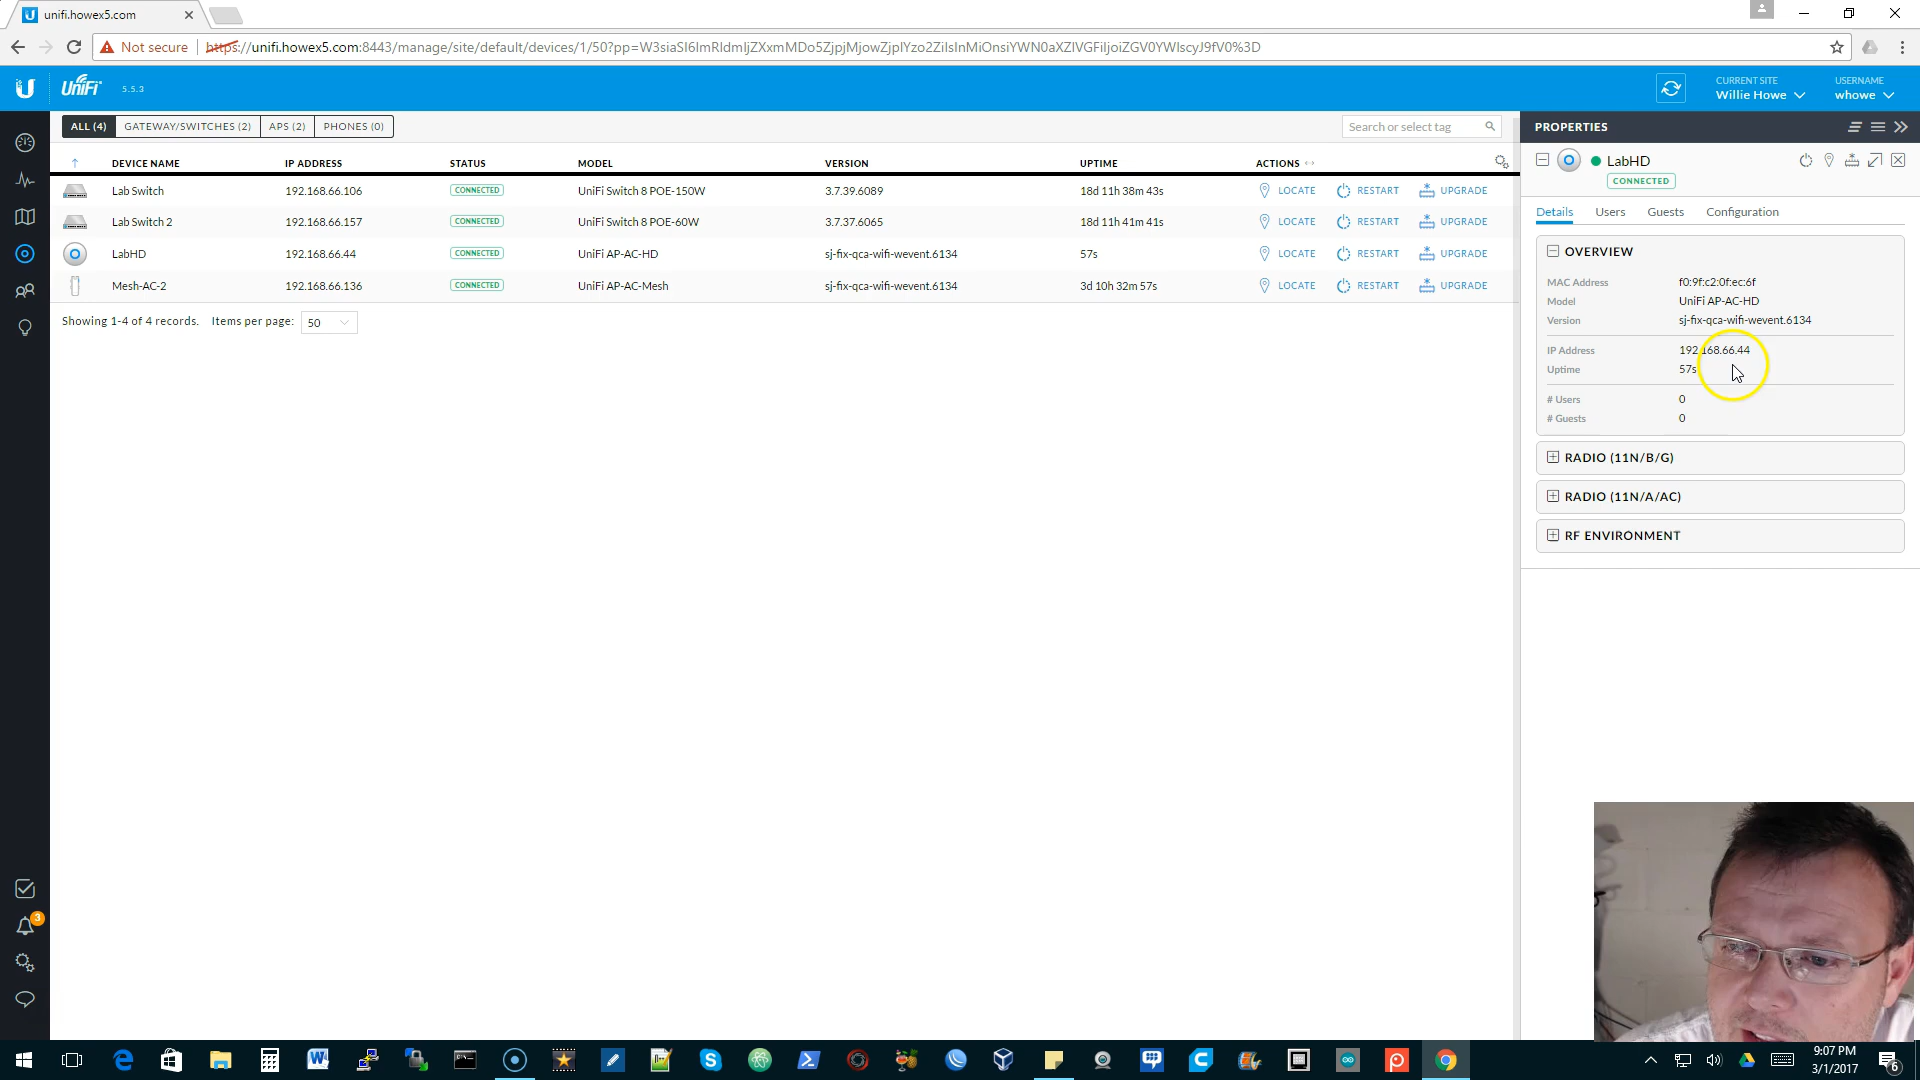 unifi.howex5.com
Not secure https://unifi.howex5.com:8443/manage/site/default/devices/1/50?pp=
UniFi 5.5.3
CURRENT SITE
Willie Howe
USERNAME
whowe
ALL (4) GATEWAY/SWITCHES (2) APS (2) PHONES (0)
Search or select tag
DEVICE NAME IP ADDRESS STATUS MODEL VERSION UPTIME ACTIONS
Lab Switch 192.168.66.106 CONNECTED UniFi Switch 8 POE-150W 3.7.39.6089 18d 11h 38m 43s LOCATE RESTART UPGRADE
Lab Switch 2 192.168.66.157 CONNECTED UniFi Switch 8 POE-60W 3.7.37.6065 18d 11h 41m 41s LOCATE RESTART UPGRADE
LabHD 192.168.66.44 CONNECTED UniFi AP-AC-HD sj-fix-qca-wifi-wevent.6134 57s LOCATE RESTART UPGRADE
Mesh-AC-2 192.168.66.136 CONNECTED UniFi AP-AC-Mesh sj-fix-qca-wifi-wevent.6134 3d 10h 32m 57s LOCATE RESTART UPGRADE
Showing 1-4 of 4 records. Items per page: 50
PROPERTIES
LabHD
CONNECTED
Details Users Guests Configuration
OVERVIEW
MAC Address f0:9f:c2:0f:ec:6f
Model UniFi AP-AC-HD
Version sj-fix-qca-wifi-wevent.6134
IP Address 192.168.66.44
Uptime 57s
# Users 0
# Guests 0
RADIO (11N/B/G)
RADIO (11N/A/AC)
RF ENVIRONMENT
3
9:07 PM
3/1/2017
6